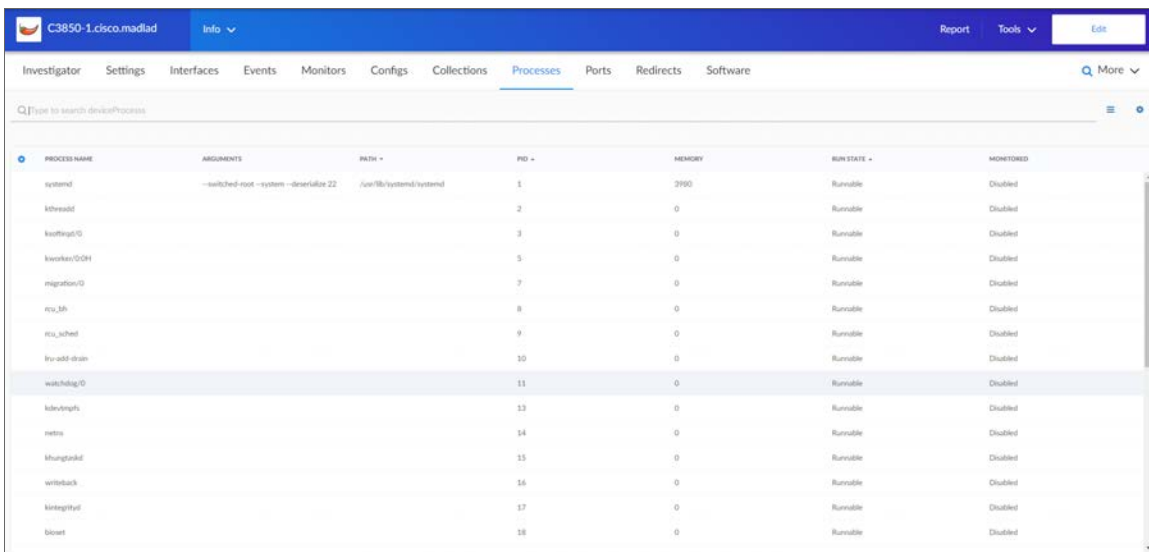 C3850-1.cisco.madlad Info Report Tools Edit
Investigator Settings Interfaces Events Monitors Configs Collections Processes Ports Redirects Software More
Type to search deviceProcess
PROCESS NAME ARGUMENTS PATH PID MEMORY RUN STATE MONITORED
systemd --switched-root --system --deserialize 22 /usr/lib/systemd/systemd 1 3980 Runnable Disabled
kthreadd 2 0 Runnable Disabled
ksoftirqd/0 3 0 Runnable Disabled
kworker/0:0H 5 0 Runnable Disabled
migration/0 7 0 Runnable Disabled
rcu_bh 8 0 Runnable Disabled
rcu_sched 9 0 Runnable Disabled
lru-add-drain 10 0 Runnable Disabled
watchdog/0 11 0 Runnable Disabled
kdevtmpfs 13 0 Runnable Disabled
netns 14 0 Runnable Disabled
khungtaskd 15 0 Runnable Disabled
writeback 16 0 Runnable Disabled
kintegrityd 17 0 Runnable Disabled
bioset 18 0 Runnable Disabled